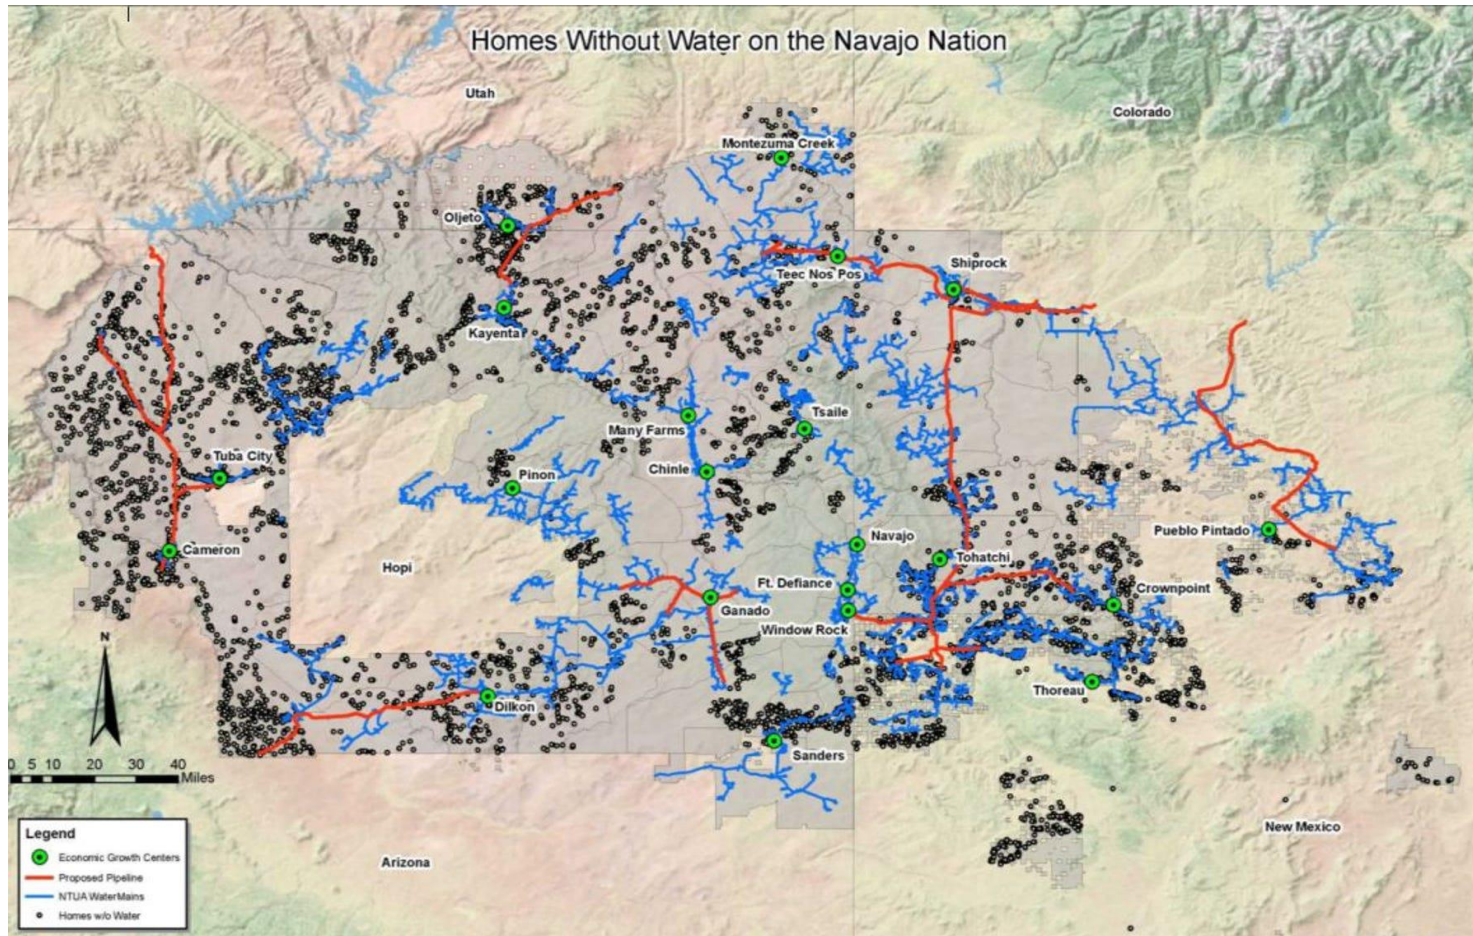 Homes Without Water on the Navajo Nation
Utah
Colorado
Montezuma Creek
Oljeto
Teec Nos Pos
Shiprock
Kayenta
Many Farms
Tsaile
Tuba City
Chinle
Pinon
Pueblo Pintado
Navajo
Cameron
Tohatchi
Hopi
Ft. Defiance
Crownpoint
Ganado
Window Rock
N
Thoreau
Dilkon
Sanders
0 5 10 20 30 40
Miles
New Mexico
Arizona
Legend
Economic Growth Centers
Proposed Pipeline
NTUA WaterMains
Homes w/o Water